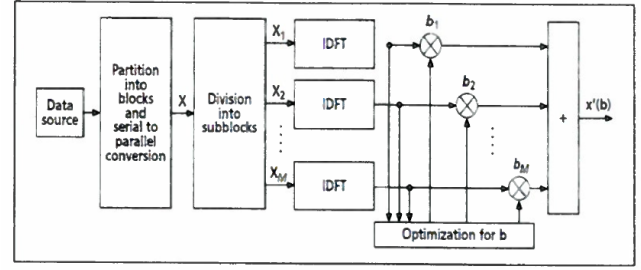 Data
source
Partition
into
blocks
and
serial to
parallel
conversion
X
Division
into
subblocks
X1
IDFT
b1
X2
IDFT
b2
XM
IDFT
bM
+
x'(b)
Optimization for b